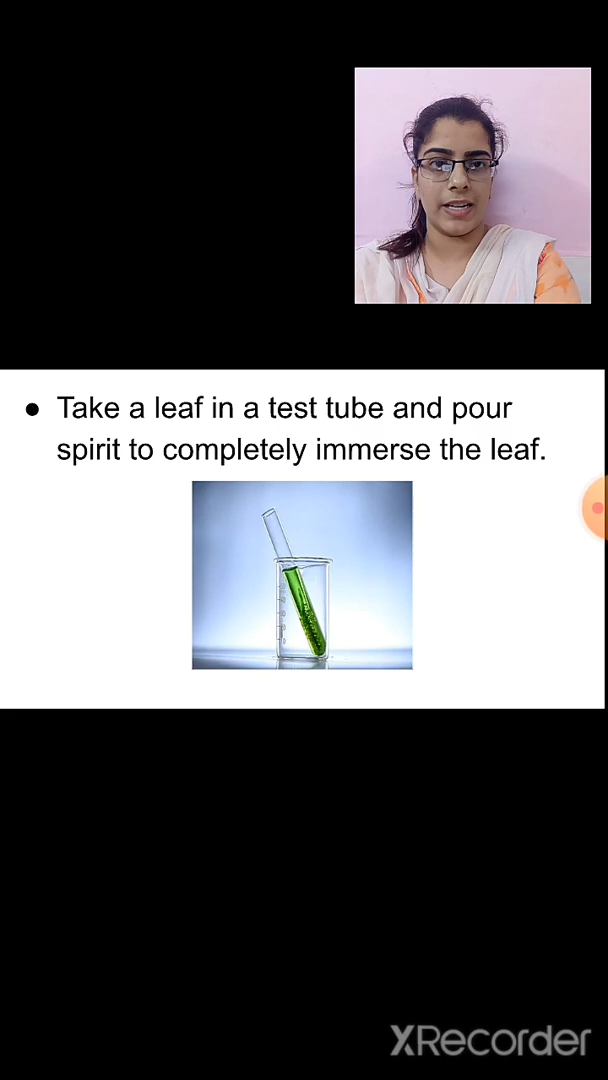 ● Take a leaf in a test tube and pour
spirit to completely immerse the leaf.
XRecorder